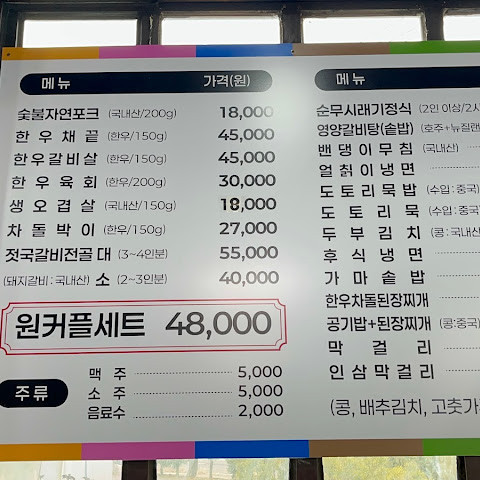 메뉴 가격(원)
숯불자연포크 (국내산/200g) 18,000
한우채끝 (한우/150g) 45,000
한우갈비살 (한우/150g) 45,000
한우육회 (한우/200g) 30,000
생오겹살 (국내산/150g) 18,000
차돌박이 (한우/150g) 27,000
젓국갈비전골 대 (3~4인분) 55,000
(돼지갈비:국내산) 소 (2~3인분) 40,000
원커플세트 48,000
주류
맥주 5,000
소주 5,000
음료수 2,000
메뉴
순무시래기정식 (2인 이상/2시
영양갈비탕(솥밥) (호주+뉴질랜
밴댕이무침 (국내산)
얼얽이냉면
도토리묵밥 (수입:중국
도토리묵 (수입:중국
두부김치 (콩:국내산
후식냉면
가마솥밥
한우차돌된장찌개
공기밥+된장찌개 (콩:중국
막걸리
인삼막걸리
(콩, 배추김치, 고춧가